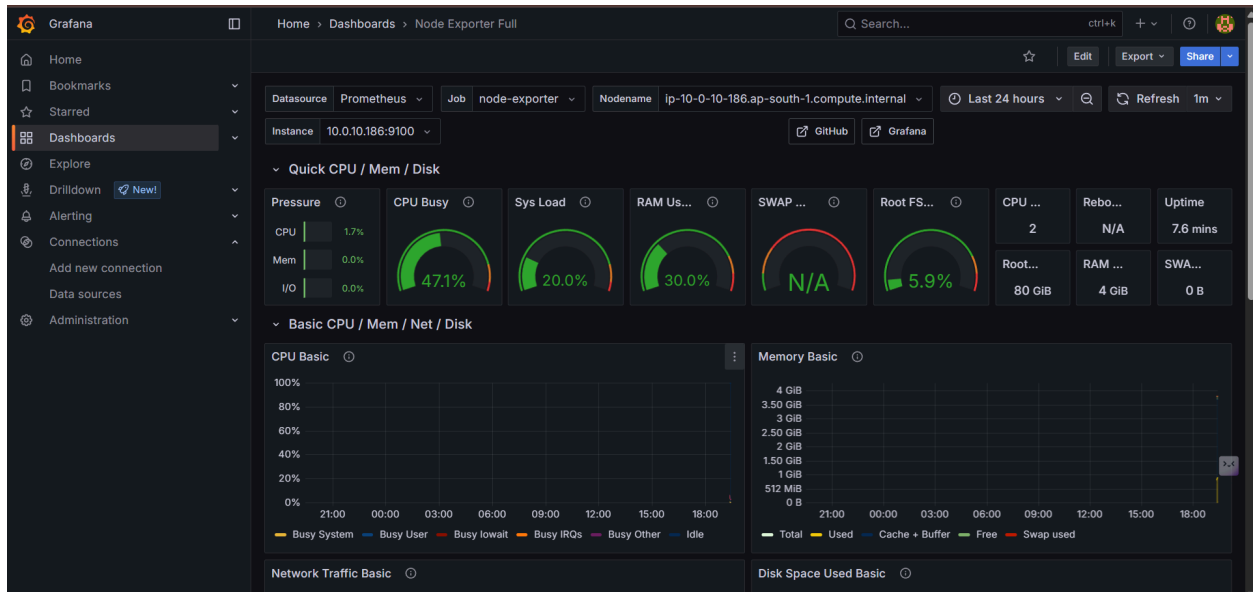 Grafana
Home › Dashboards › Node Exporter Full
Search...
ctrl+k
Home
Bookmarks
Starred
Dashboards
Explore
Drilldown New!
Alerting
Connections
Add new connection
Data sources
Administration
Edit
Export
Share
Datasource Prometheus
Job node-exporter
Nodename ip-10-0-10-186.ap-south-1.compute.internal
Last 24 hours
Refresh 1m
Instance 10.0.10.186:9100
GitHub
Grafana
Quick CPU / Mem / Disk
Pressure
CPU 1.7%
Mem 0.0%
I/O 0.0%
CPU Busy
47.1%
Sys Load
20.0%
RAM Us...
30.0%
SWAP ...
N/A
Root FS...
5.9%
CPU ...
2
Rebo...
N/A
Uptime
7.6 mins
Root...
80 GiB
RAM ...
4 GiB
SWA...
0 B
Basic CPU / Mem / Net / Disk
CPU Basic
100%
80%
60%
40%
20%
0%
21:00 00:00 03:00 06:00 09:00 12:00 15:00 18:00
Busy System Busy User Busy Iowait Busy IRQs Busy Other Idle
Memory Basic
4 GiB
3.50 GiB
3 GiB
2.50 GiB
2 GiB
1.50 GiB
1 GiB
512 MiB
0 B
21:00 00:00 03:00 06:00 09:00 12:00 15:00 18:00
Total Used Cache + Buffer Free Swap used
Network Traffic Basic
Disk Space Used Basic